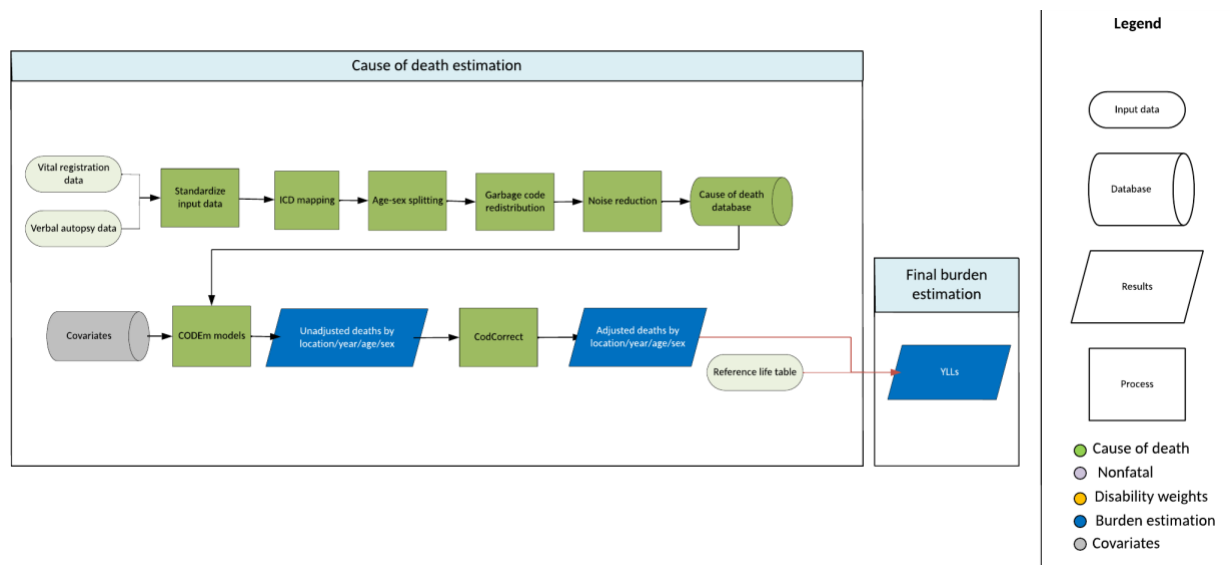 Legend
Cause of death estimation
Input data
Vital registration
data
Verbal autopsy data
Standardize
input data
ICD mapping
Age-sex splitting
Garbage code
redistribution
Noise reduction
Cause of death
database
Database
Final burden
estimation
Results
Covariates
CODEm models
Unadjusted deaths by
location/year/age/sex
CodCorrect
Adjusted deaths by
location/year/age/sex
Reference life table
YLLs
Process
Cause of death
Nonfatal
Disability weights
Burden estimation
Covariates